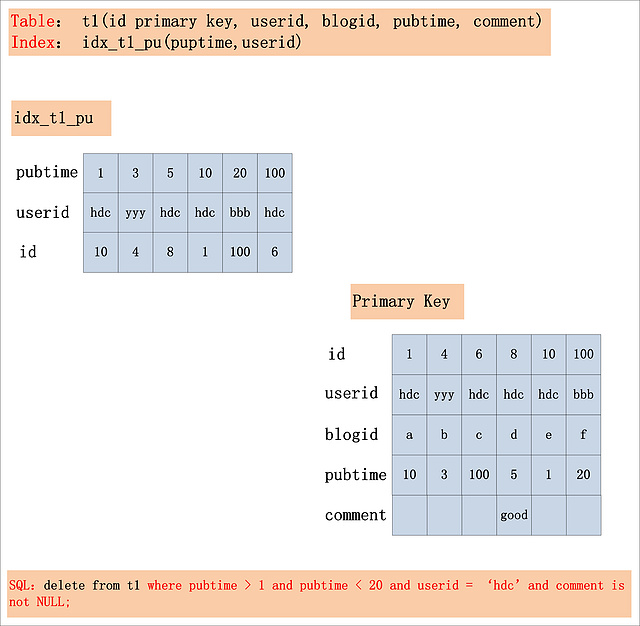 Table： t1(id primary key, userid, blogid, pubtime, comment)
Index： idx_t1_pu(puptime,userid)
idx_t1_pu
pubtime 1 3 5 10 20 100
userid hdc yyy hdc hdc bbb hdc
id 10 4 8 1 100 6
Primary Key
id 1 4 6 8 10 100
userid hdc yyy hdc hdc hdc bbb
blogid a b c d e f
pubtime 10 3 100 5 1 20
comment good
SQL：delete from t1 where pubtime > 1 and pubtime < 20 and userid = ‘hdc’ and comment is
not NULL;